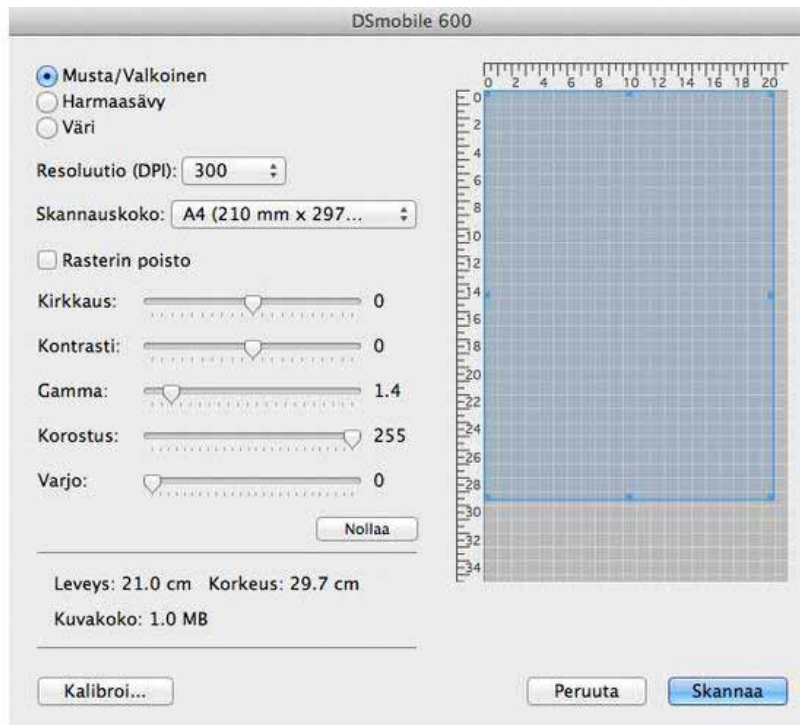 DSmobile 600
Musta/Valkoinen
Harmaasävy
Väri
Resoluutio (DPI): 300
Skannauskoko: A4 (210 mm x 297...
Rasterin poisto
Kirkkaus: 0
Kontrasti: 0
Gamma: 1.4
Korostus: 255
Varjo: 0
Nollaa
Leveys: 21.0 cm Korkeus: 29.7 cm
Kuvakoko: 1.0 MB
Kalibroi...
0 2 4 6 8 10 12 14 16 18 20
0
2
4
6
8
10
12
14
16
18
20
22
24
26
28
30
32
34
Peruuta Skannaa